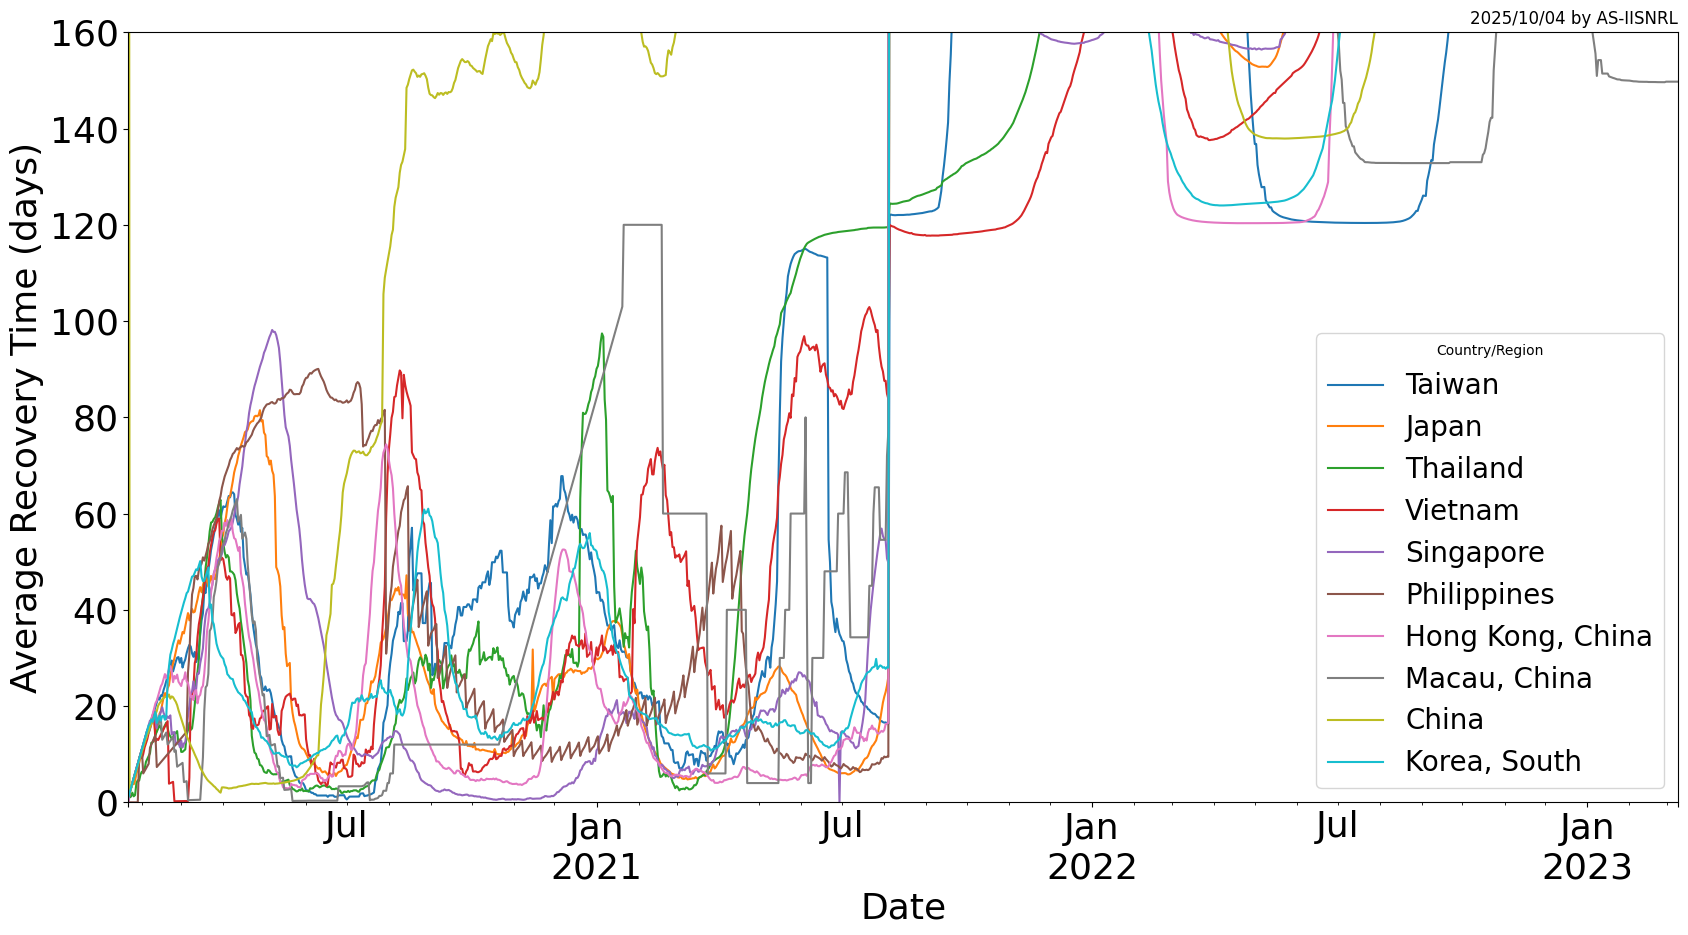 2025/10/04 by AS-IISNRL
160
140
120
100
80
60
40
20
0
Average Recovery Time (days)
Country/Region
Taiwan
Japan
Thailand
Vietnam
Singapore
Philippines
Hong Kong, China
Macau, China
China
Korea, South
Jul
Jan
2021
Jul
Jan
2022
Jul
Jan
2023
Date